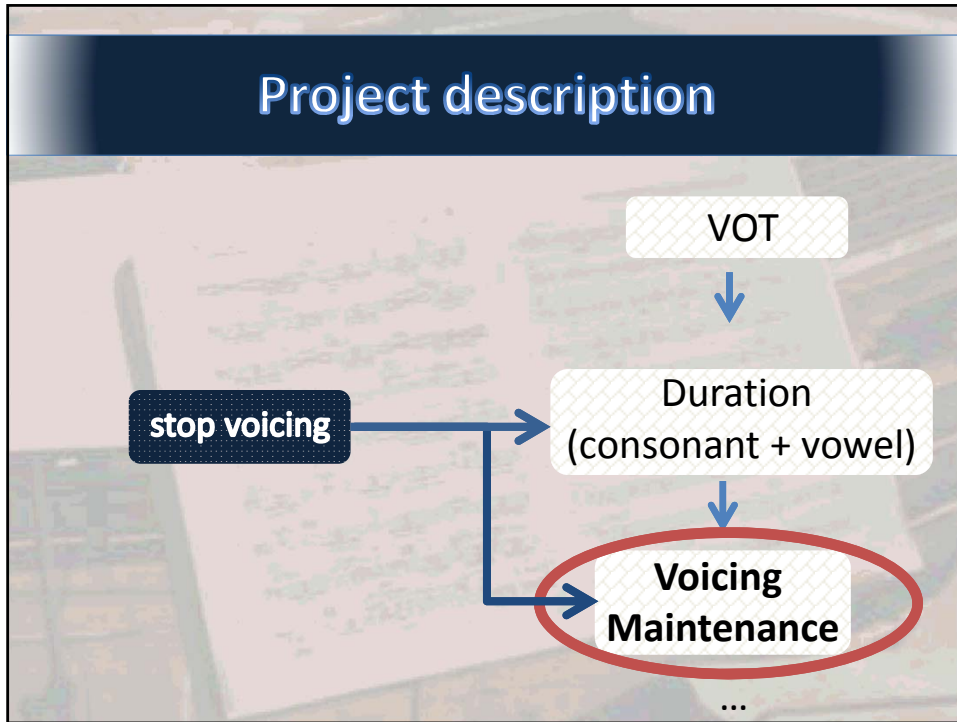 Project description
VOT
stop voicing
Duration
(consonant + vowel)
Voicing
Maintenance
...